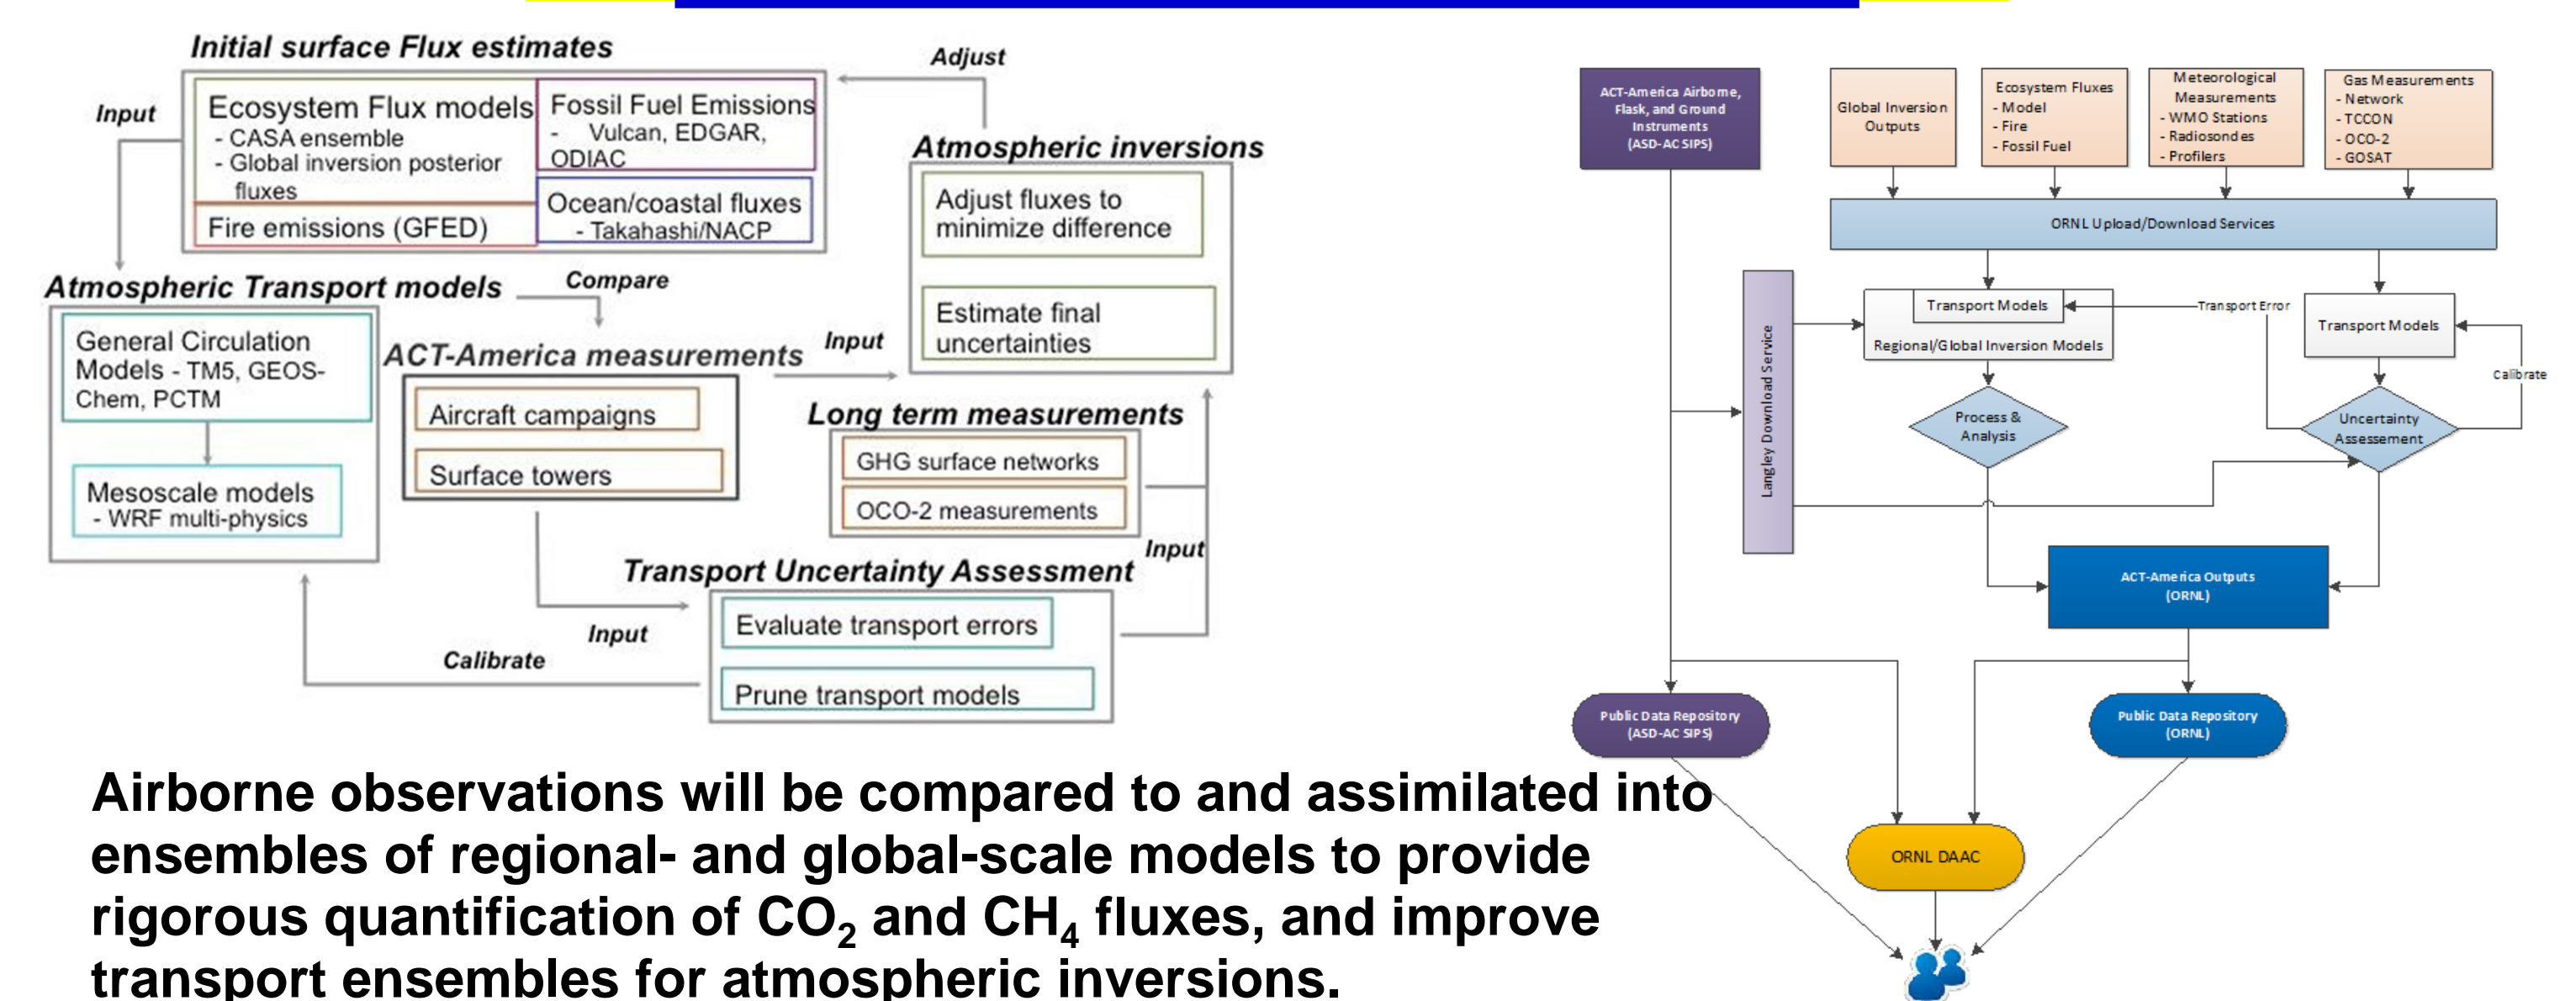 Initial surface Flux estimates
Input
Ecosystem Flux models
- CASA ensemble
- Global inversion posterior
fluxes
Fire emissions (GFED)
Fossil Fuel Emissions
- Vulcan, EDGAR,
ODIAC
Ocean/coastal fluxes
- Takahashi/NACP
Adjust
Atmospheric inversions
Adjust fluxes to
minimize difference
Estimate final
uncertainties
Atmospheric Transport models
Compare
General Circulation
Models - TM5, GEOS-
Chem, PCTM
Mesoscale models
- WRF multi-physics
ACT-America measurements
Input
Aircraft campaigns
Surface towers
Long term measurements
GHG surface networks
OCO-2 measurements
Input
Transport Uncertainty Assessment
Input
Evaluate transport errors
Prune transport models
Calibrate
ACT-America Airborne,
Flask, and Ground
Instruments
(ASD-AC SIPS)
Global Inversion
Outputs
Ecosystem Fluxes
- Model
- Fire
- Fossil Fuel
Meteorological
Measurements
- WMO Stations
- Radiosondes
- Profilers
Gas Measurements
- Network
- TCCON
- OCO-2
- GOSAT
ORNL Upload/Download Services
Langley Download Service
Transport Models
Regional/Global Inversion Models
Transport Error
Transport Models
Calibrate
Process &
Analysis
Uncertainty
Assessement
ACT-America Outputs
(ORNL)
Public Data Repository
(ASD-AC SIPS)
Public Data Repository
(ORNL)
ORNL DAAC
Airborne observations will be compared to and assimilated into
ensembles of regional- and global-scale models to provide
rigorous quantification of CO₂ and CH₄ fluxes, and improve
transport ensembles for atmospheric inversions.